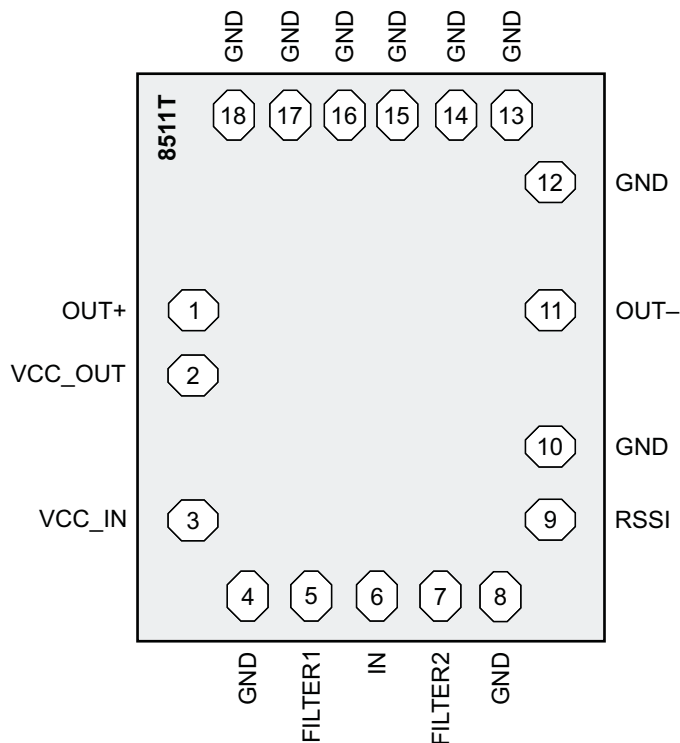 GND GND GND GND GND GND
8511T
18 17 16 15 14 13
12 GND
OUT+ 1 11 OUT–
VCC_OUT 2
10 GND
VCC_IN 3 9 RSSI
4 5 6 7 8
GND FILTER1 IN FILTER2 GND